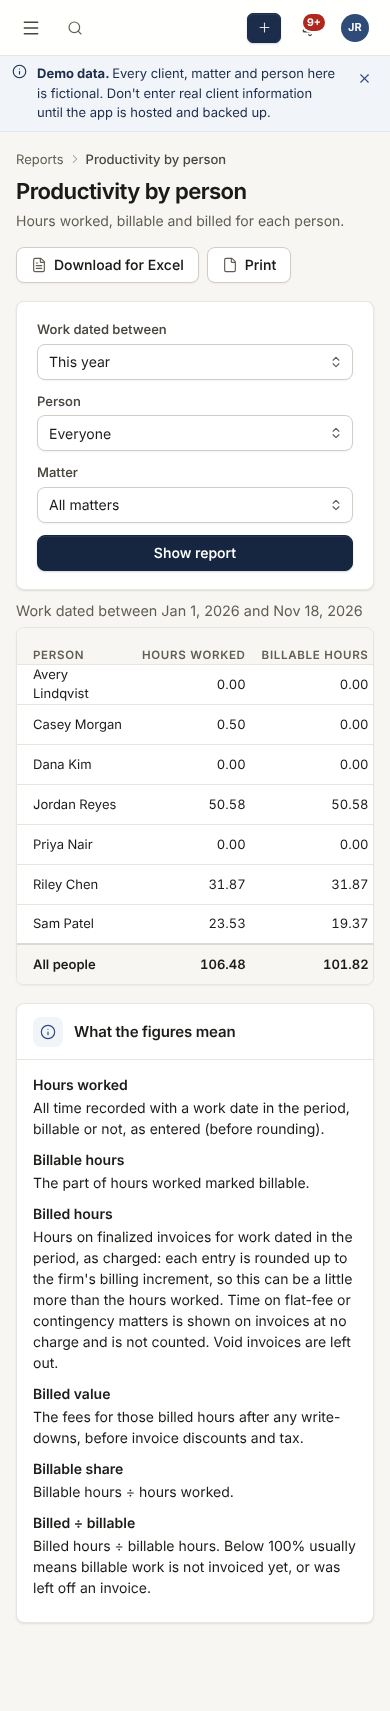 9+
JR
Demo data. Every client, matter and person here
is fictional. Don't enter real client information
until the app is hosted and backed up.
Reports > Productivity by person
Productivity by person
Hours worked, billable and billed for each person.
Download for Excel Print
Work dated between
This year
Person
Everyone
Matter
All matters
Show report
Work dated between Jan 1, 2026 and Nov 18, 2026
PERSON HOURS WORKED BILLABLE HOURS
Avery
Lindqvist 0.00 0.00
Casey Morgan 0.50 0.00
Dana Kim 0.00 0.00
Jordan Reyes 50.58 50.58
Priya Nair 0.00 0.00
Riley Chen 31.87 31.87
Sam Patel 23.53 19.37
All people 106.48 101.82
What the figures mean
Hours worked
All time recorded with a work date in the period,
billable or not, as entered (before rounding).
Billable hours
The part of hours worked marked billable.
Billed hours
Hours on finalized invoices for work dated in the
period, as charged: each entry is rounded up to
the firm's billing increment, so this can be a little
more than the hours worked. Time on flat-fee or
contingency matters is shown on invoices at no
charge and is not counted. Void invoices are left
out.
Billed value
The fees for those billed hours after any write-
downs, before invoice discounts and tax.
Billable share
Billable hours ÷ hours worked.
Billed ÷ billable
Billed hours ÷ billable hours. Below 100% usually
means billable work is not invoiced yet, or was
left off an invoice.